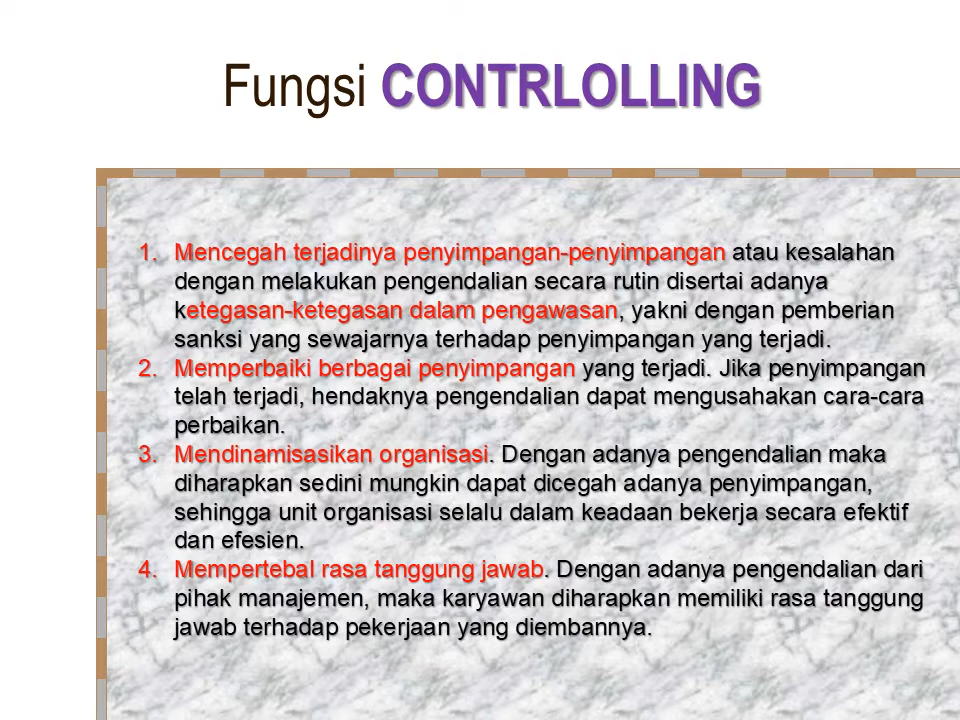 Fungsi CONTRLOLLING
1. Mencegah terjadinya penyimpangan-penyimpangan atau kesalahan
dengan melakukan pengendalian secara rutin disertai adanya
ketegasan-ketegasan dalam pengawasan, yakni dengan pemberian
sanksi yang sewajarnya terhadap penyimpangan yang terjadi.
2. Memperbaiki berbagai penyimpangan yang terjadi. Jika penyimpangan
telah terjadi, hendaknya pengendalian dapat mengusahakan cara-cara
perbaikan.
3. Mendinamisasikan organisasi. Dengan adanya pengendalian maka
diharapkan sedini mungkin dapat dicegah adanya penyimpangan,
sehingga unit organisasi selalu dalam keadaan bekerja secara efektif
dan efesien.
4. Mempertebal rasa tanggung jawab. Dengan adanya pengendalian dari
pihak manajemen, maka karyawan diharapkan memiliki rasa tanggung
jawab terhadap pekerjaan yang diembannya.